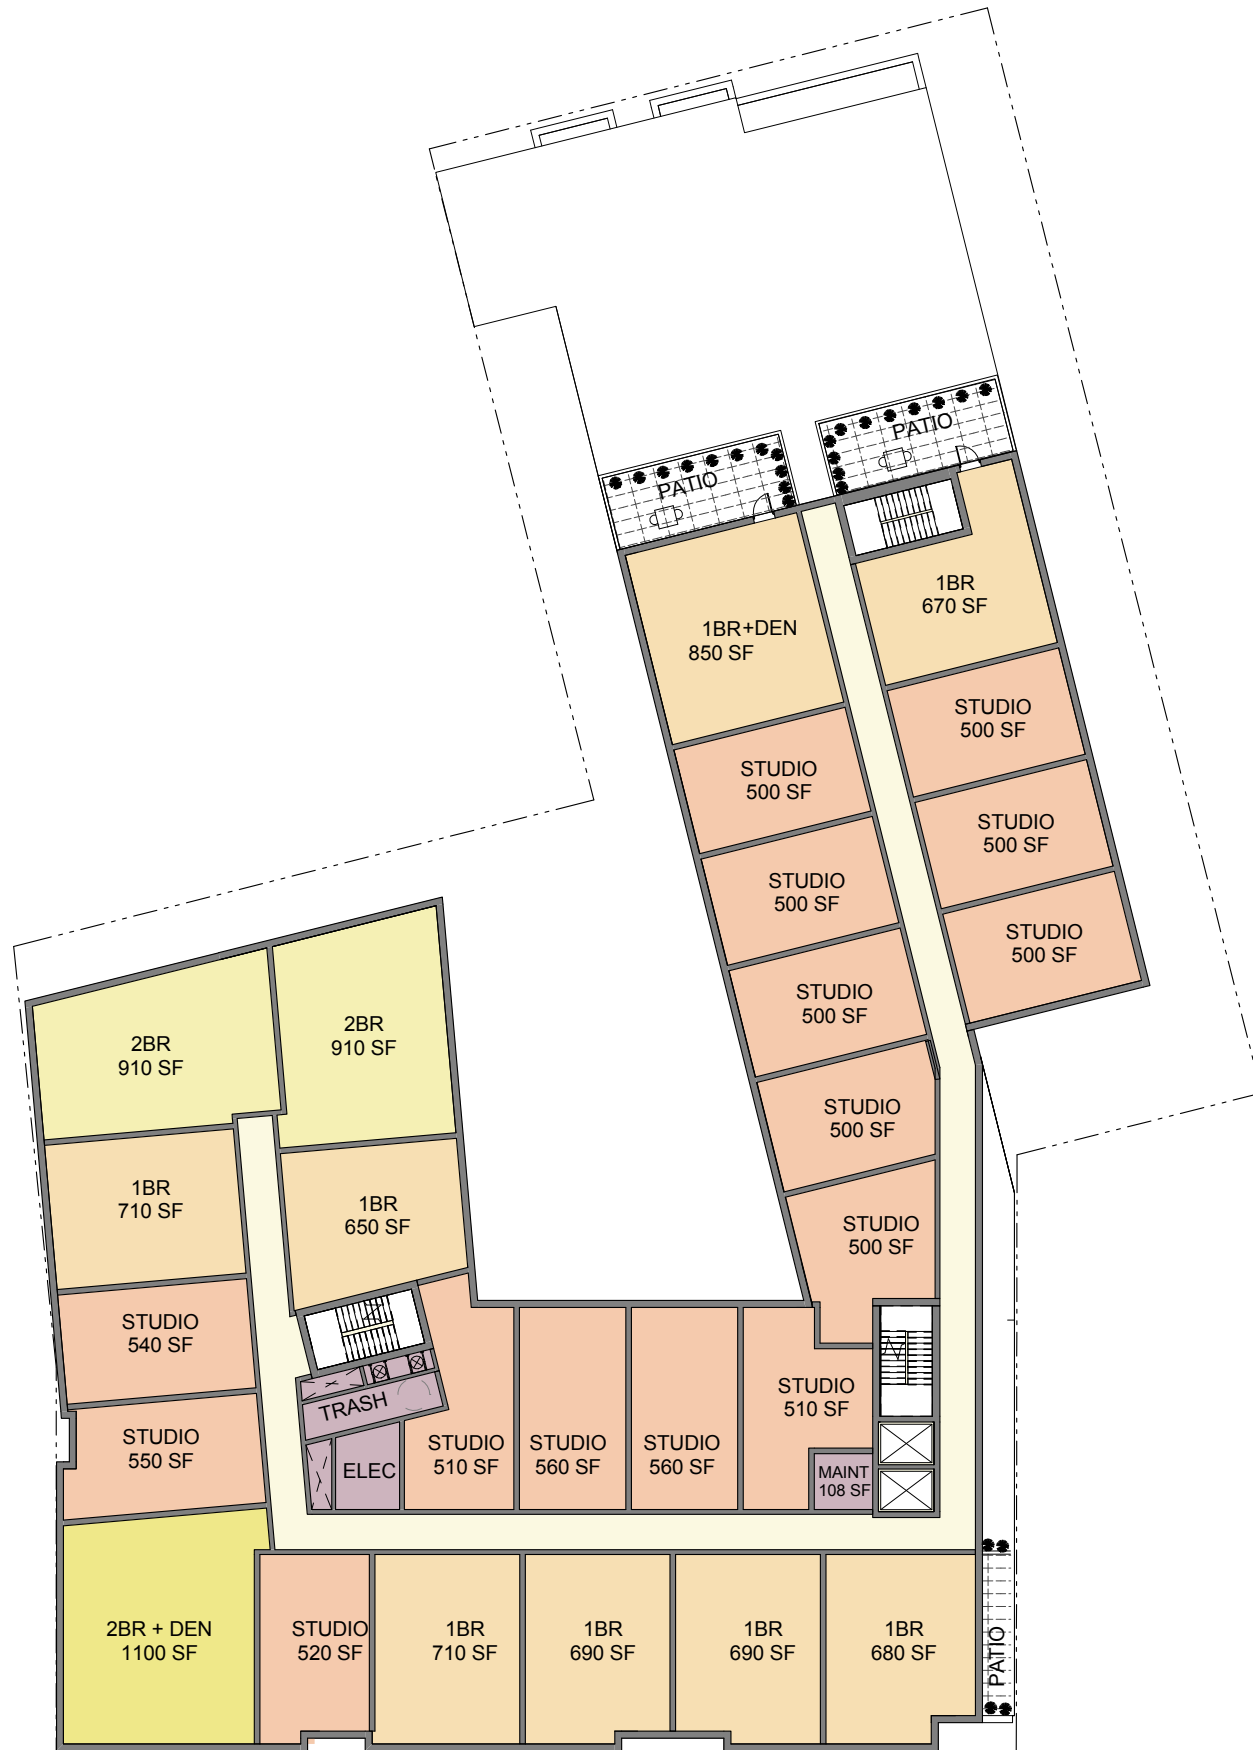 PATIO
PATIO
1BR
670 SF
1BR+DEN
850 SF
STUDIO
500 SF
STUDIO
500 SF
STUDIO
500 SF
STUDIO
500 SF
STUDIO
500 SF
STUDIO
500 SF
STUDIO
500 SF
STUDIO
500 SF
2BR
910 SF
2BR
910 SF
1BR
710 SF
1BR
650 SF
STUDIO
540 SF
STUDIO
550 SF
TRASH
ELEC
STUDIO
510 SF
STUDIO
560 SF
STUDIO
560 SF
STUDIO
510 SF
MAINT
108 SF
2BR + DEN
1100 SF
STUDIO
520 SF
1BR
710 SF
1BR
690 SF
1BR
690 SF
1BR
680 SF
PATIO